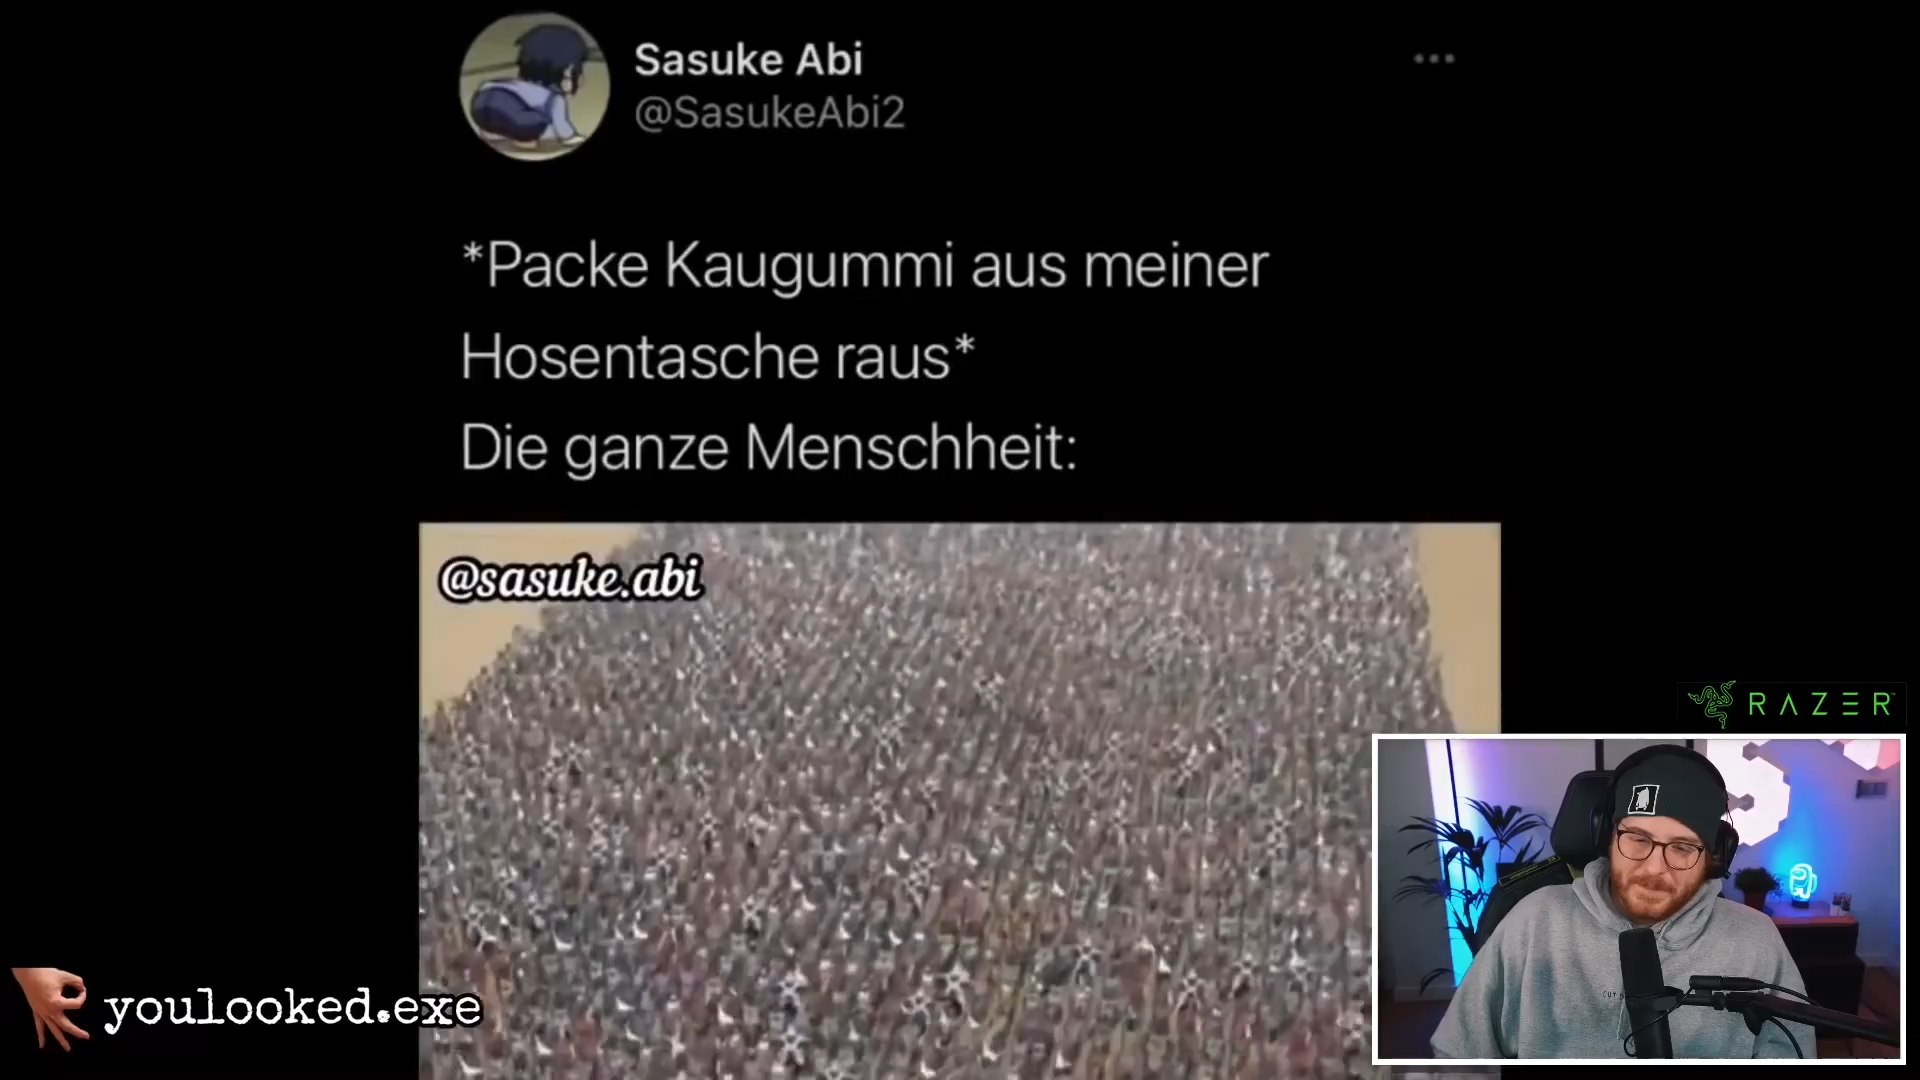 Sasuke Abi
@SasukeAbi2
*Packe Kaugummi aus meiner
Hosentasche raus*
Die ganze Menschheit:
@sasuke.abi
RAZER
youlooked.exe